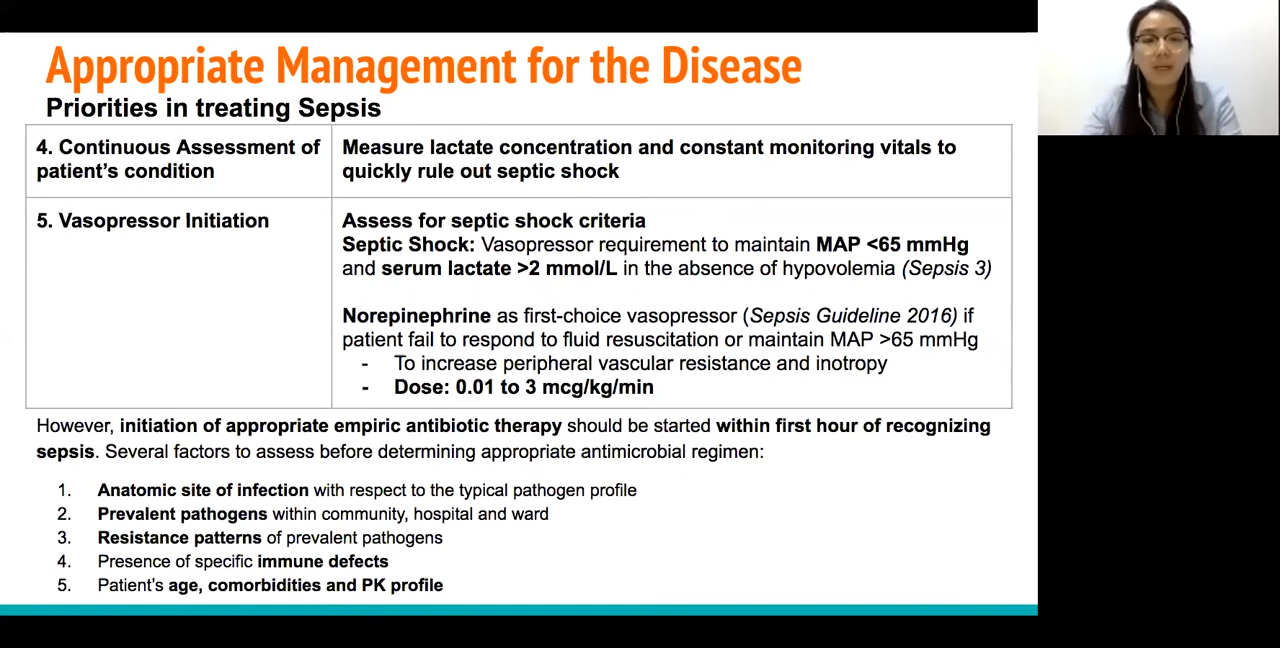 Appropriate Management for the Disease
Priorities in treating Sepsis
4. Continuous Assessment of
patient's condition
Measure lactate concentration and constant monitoring vitals to
quickly rule out septic shock
5. Vasopressor Initiation
Assess for septic shock criteria
Septic Shock: Vasopressor requirement to maintain MAP <65 mmHg
and serum lactate >2 mmol/L in the absence of hypovolemia (Sepsis 3)
Norepinephrine as first-choice vasopressor (Sepsis Guideline 2016) if
patient fail to respond to fluid resuscitation or maintain MAP >65 mmHg
- To increase peripheral vascular resistance and inotropy
- Dose: 0.01 to 3 mcg/kg/min
However, initiation of appropriate empiric antibiotic therapy should be started within first hour of recognizing
sepsis. Several factors to assess before determining appropriate antimicrobial regimen:
1. Anatomic site of infection with respect to the typical pathogen profile
2. Prevalent pathogens within community, hospital and ward
3. Resistance patterns of prevalent pathogens
4. Presence of specific immune defects
5. Patient's age, comorbidities and PK profile